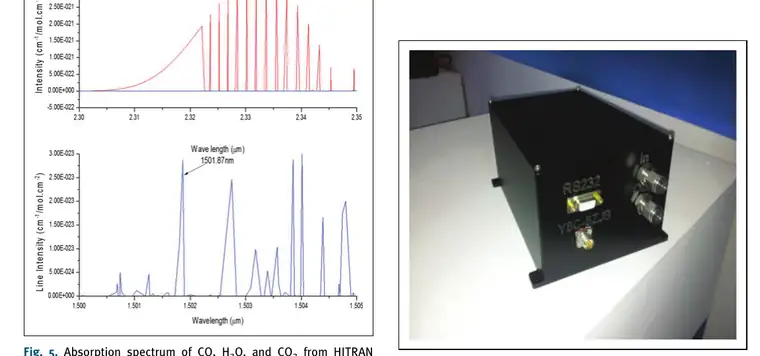 2.50E-021
2.00E-021
1.50E-021
1.00E-021
5.00E-022
0.00E+000
-5.00E-022
Intensity (cm⁻¹/mol.cm
2.30 2.31 2.32 2.33 2.34 2.35
Wave length (μm)
1501.87nm
3.00E-023
2.50E-023
2.00E-023
1.50E-023
1.00E-023
5.00E-024
0.00E+000
Line Intensity (cm⁻¹/mol.cm⁻²)
1.500 1.501 1.502 1.503 1.504 1.505
Wavelength (μm)
Fig. 5. Absorption spectrum of CO, H₂O, and CO₂ from HITRAN
In
RS232